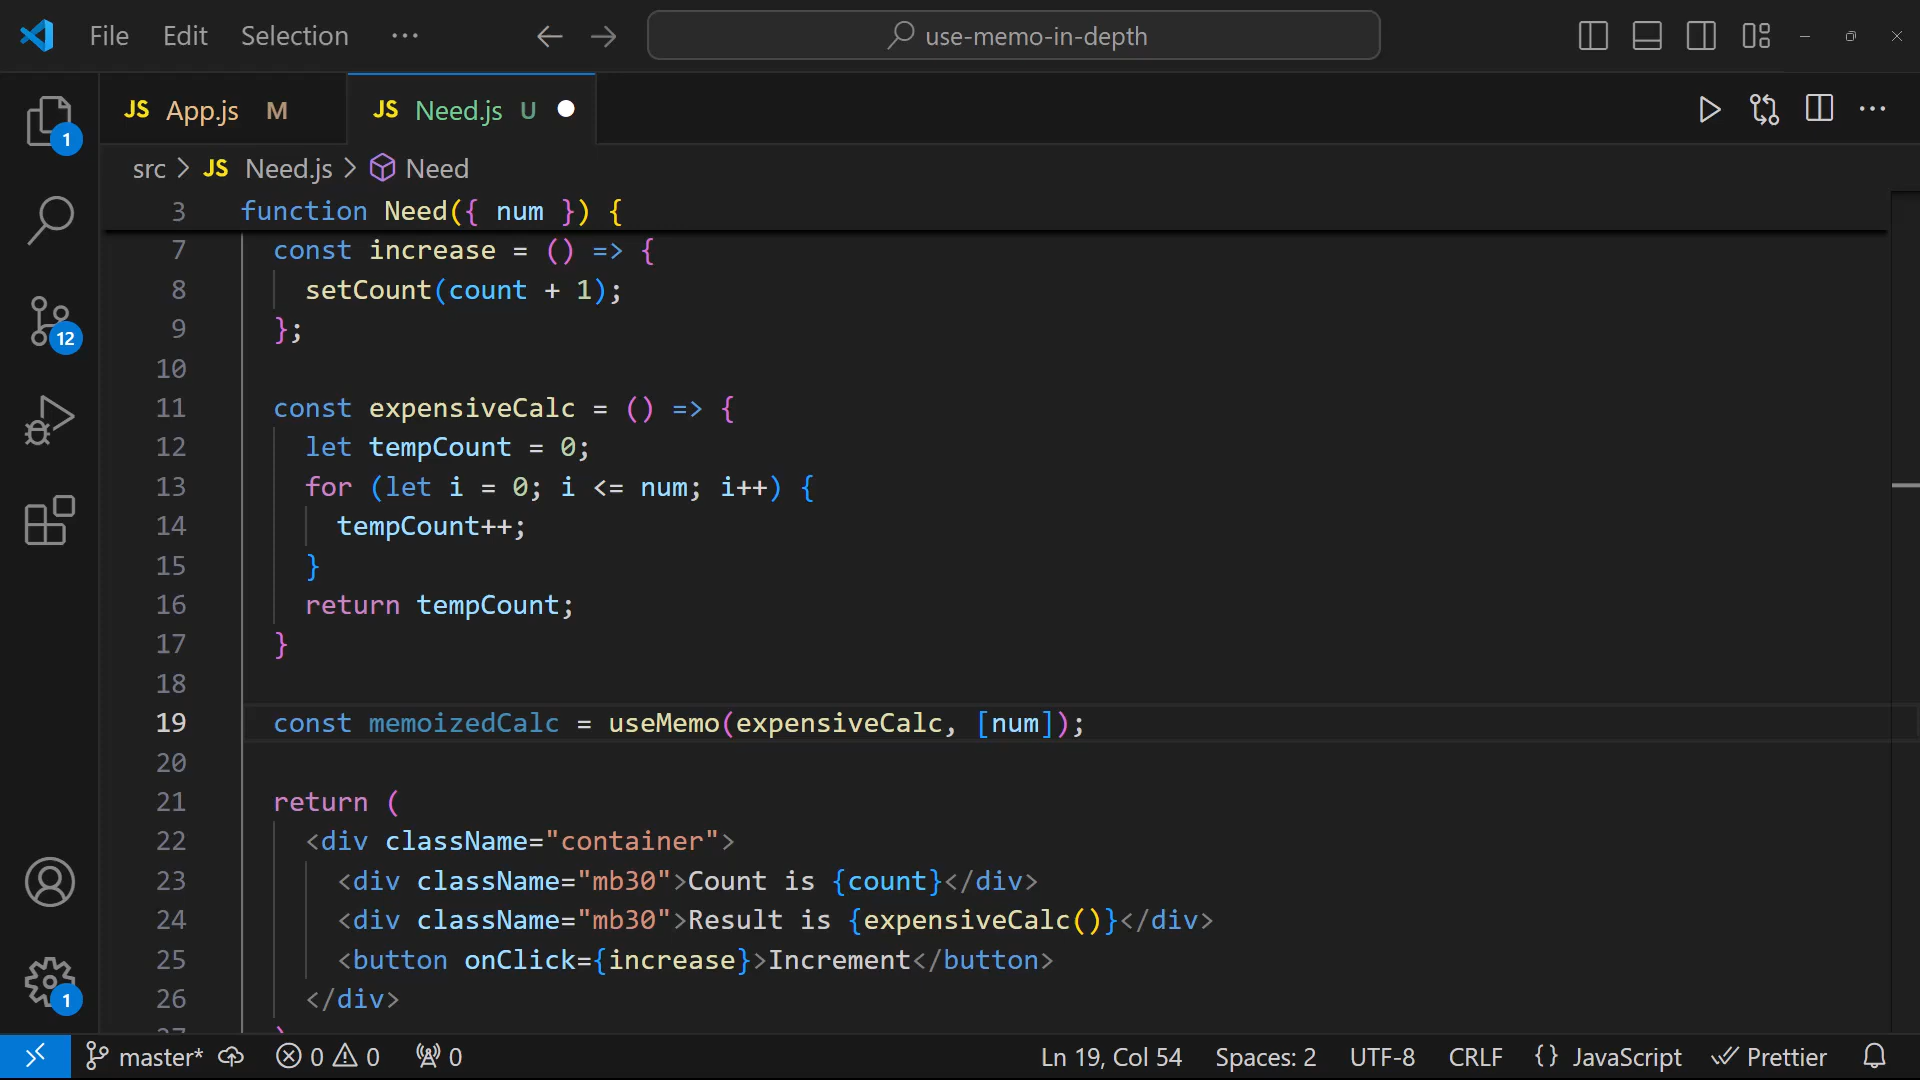 File Edit Selection ··· use-memo-in-depth
JS App.js M JS Need.js U
src > JS Need.js > Need
3 function Need({ num }) {
7 const increase = () => {
8 setCount(count + 1);
9 };
10
11 const expensiveCalc = () => {
12 let tempCount = 0;
13 for (let i = 0; i <= num; i++) {
14 tempCount++;
15 }
16 return tempCount;
17 }
18
19 const memoizedCalc = useMemo(expensiveCalc, [num]);
20
21 return (
22 <div className="container">
23 <div className="mb30">Count is {count}</div>
24 <div className="mb30">Result is {expensiveCalc()}</div>
25 <button onClick={increase}>Increment</button>
26 </div>
1
12
1
master* 0 0 0 Ln 19, Col 54 Spaces: 2 UTF-8 CRLF {} JavaScript Prettier